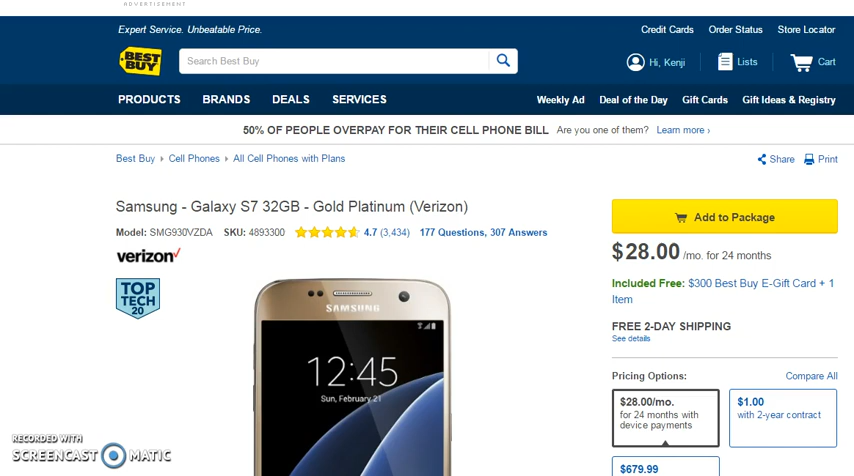 ADVERTISEMENT
Expert Service. Unbeatable Price.
Credit Cards
Order Status
Store Locator
BEST BUY
Search Best Buy
Hi, Kenji
Lists
Cart
PRODUCTS
BRANDS
DEALS
SERVICES
Weekly Ad
Deal of the Day
Gift Cards
Gift Ideas & Registry
50% OF PEOPLE OVERPAY FOR THEIR CELL PHONE BILL Are you one of them? Learn more ›
Best Buy
Cell Phones
All Cell Phones with Plans
Share
Print
Samsung - Galaxy S7 32GB - Gold Platinum (Verizon)
Model: SMG930VZDA SKU: 4893300 4.7 (3,434) 177 Questions, 307 Answers
verizon
TOP
TECH
20
SAMSUNG
12:45
Sun, February 21
Add to Package
$28.00 /mo. for 24 months
Included Free: $300 Best Buy E-Gift Card + 1
Item
FREE 2-DAY SHIPPING
See details
Pricing Options:
Compare All
$28.00/mo.
for 24 months with
device payments
$1.00
with 2-year contract
$679.99
RECORDED WITH
SCREENCAST MATIC